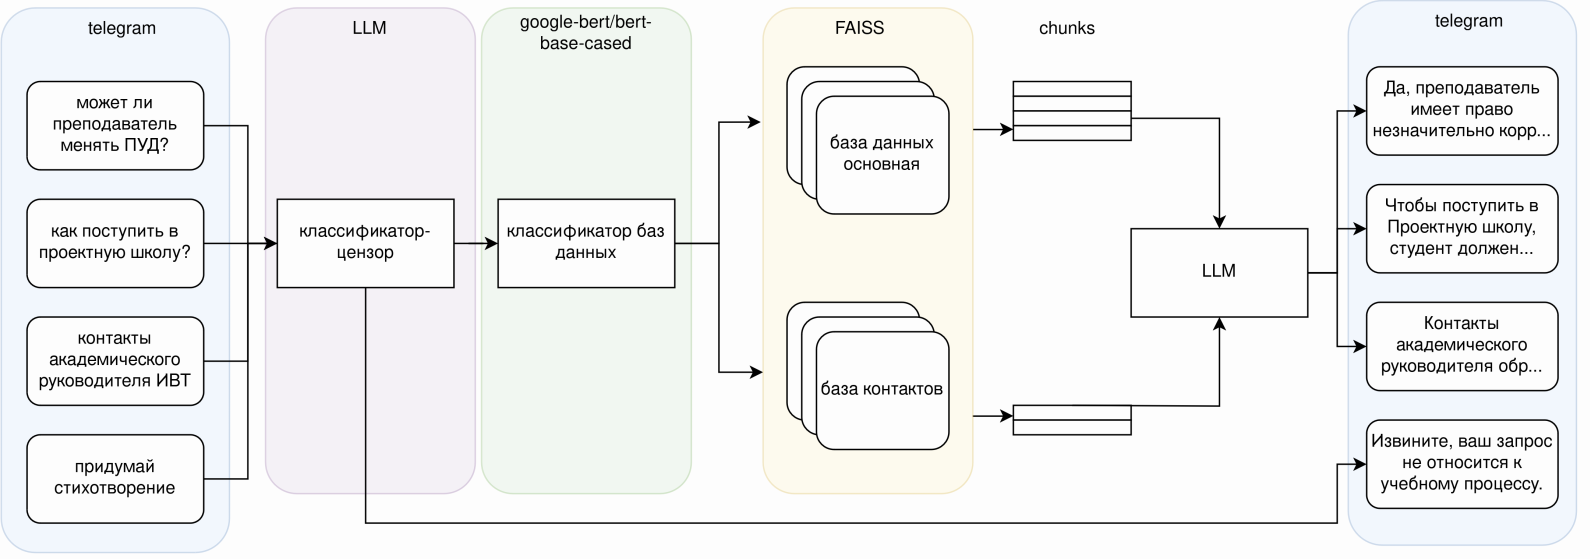 telegram
может ли
преподаватель
менять ПУД?
как поступить в
проектную школу?
контакты
академического
руководителя ИВТ
придумай
стихотворение
LLM
классификатор-
цензор
google-bert/bert-
base-cased
классификатор баз
данных
FAISS
база данных
основная
база контактов
chunks
LLM
telegram
Да, преподаватель
имеет право
незначительно корр...
Чтобы поступить в
Проектную школу,
студент должен...
Контакты
академического
руководителя обр...
Извините, ваш запрос
не относится к
учебному процессу.